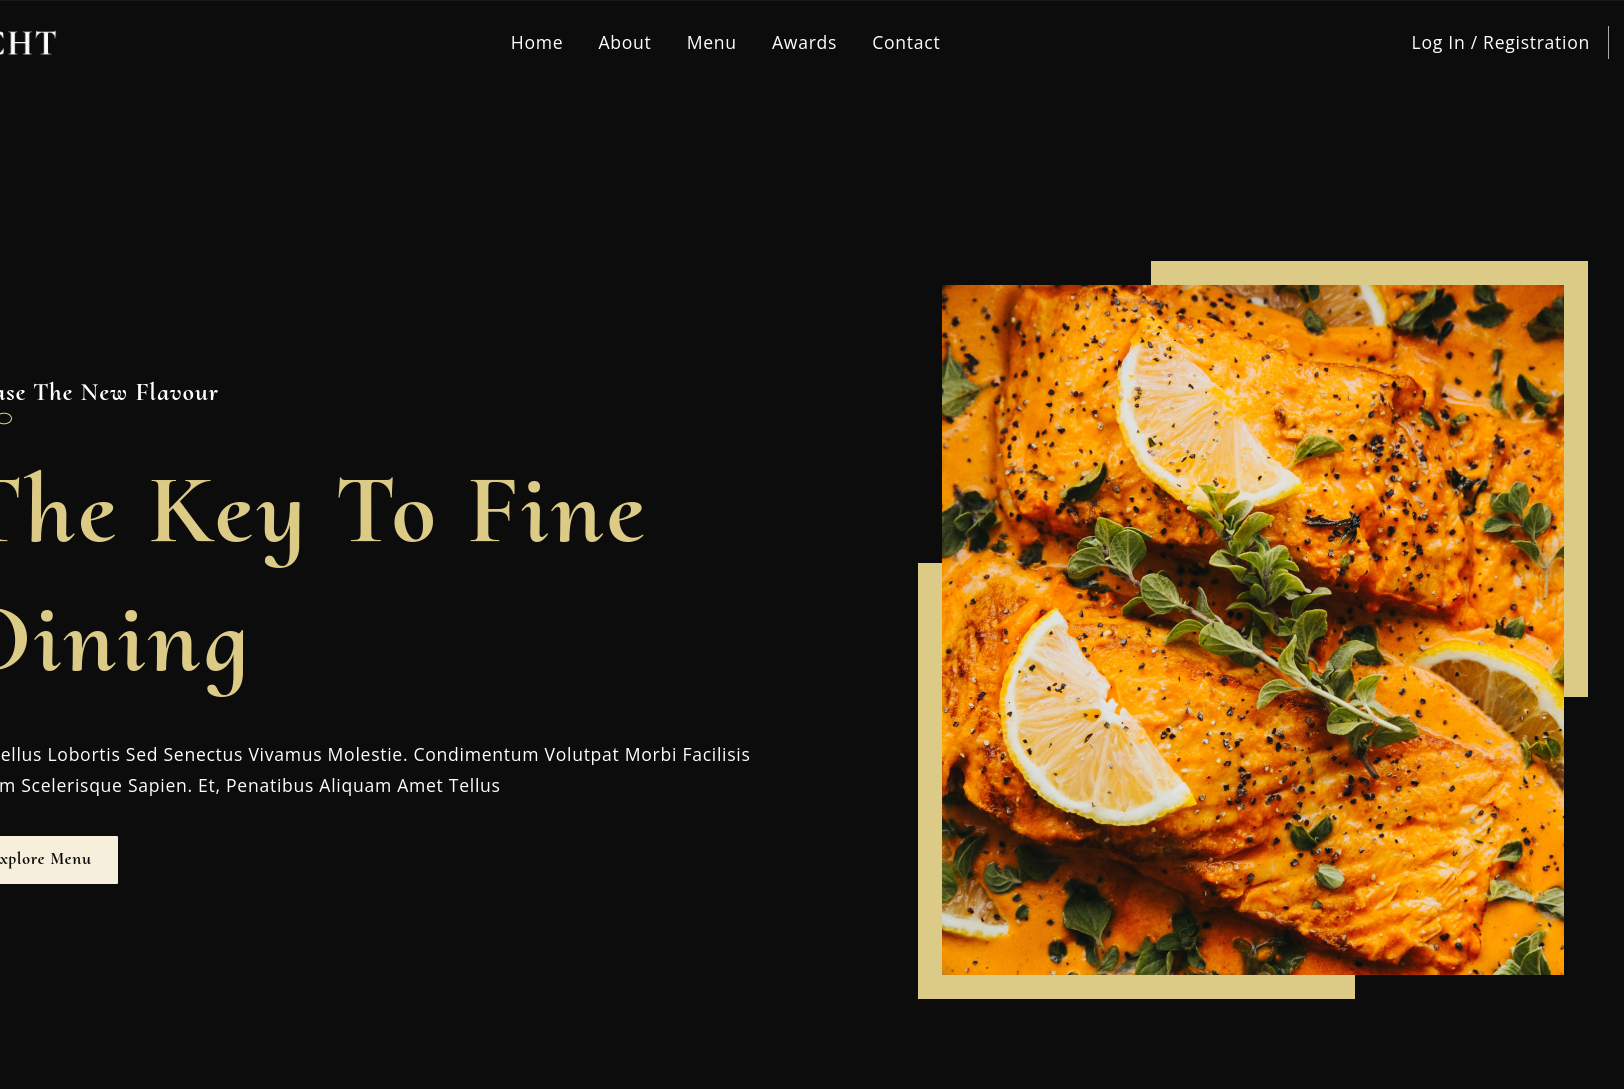 CHT
Home About Menu Awards Contact
Log In / Registration
ase The New Flavour
The Key To Fine
Dining
ellus Lobortis Sed Senectus Vivamus Molestie. Condimentum Volutpat Morbi Facilisis
m Scelerisque Sapien. Et, Penatibus Aliquam Amet Tellus
xplore Menu